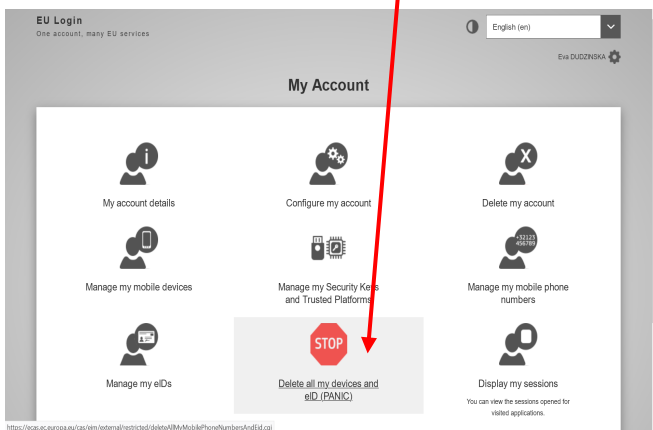 EU Login
One account, many EU services
English (en)
Eva DUDZINSKA
My Account
i
X
My account details
Configure my account
Delete my account
+32123
456789
Manage my mobile devices
Manage my Security Keys
and Trusted Platforms
Manage my mobile phone
numbers
STOP
Manage my eIDs
Delete all my devices and
eID (PANIC)
Display my sessions
You can view the sessions opened for
visited applications.
https://ecas.ec.europa.eu/cas/eim/external/restricted/deleteAllMyMobilePhoneNumbersAndEid.cgi